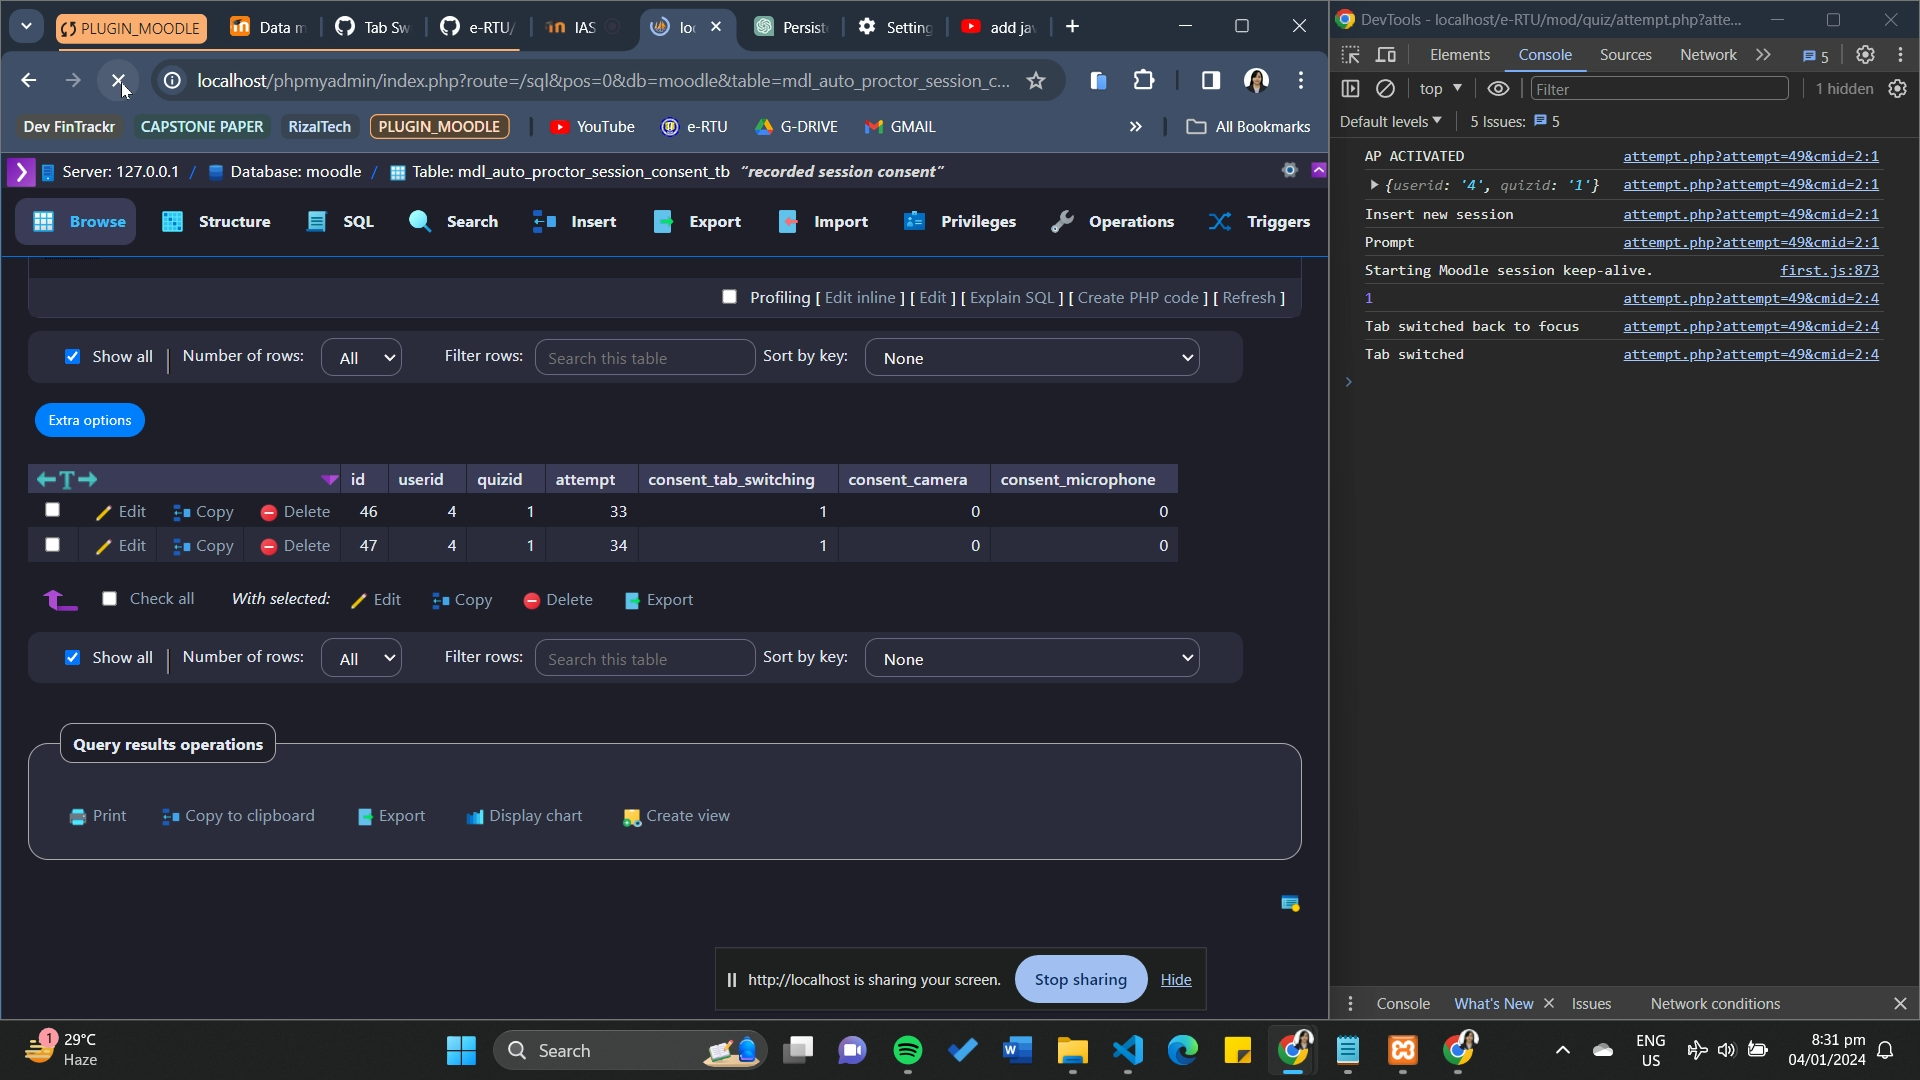 PLUGIN_MOODLE
Data m
Tab Sw
e-RTU/
IAS
loc
Persist
Setting
add ja
localhost/phpmyadmin/index.php?route=/sql&pos=0&db=moodle&table=mdl_auto_proctor_session_c...
Dev FinTrackr
CAPSTONE PAPER
RizalTech
PLUGIN_MOODLE
YouTube
e-RTU
G-DRIVE
GMAIL
All Bookmarks
Server: 127.0.0.1 / Database: moodle / Table: mdl_auto_proctor_session_consent_tb "recorded session consent"
Browse
Structure
SQL
Search
Insert
Export
Import
Privileges
Operations
Triggers
Profiling [ Edit inline ] [ Edit ] [ Explain SQL ] [ Create PHP code ] [ Refresh ]
Show all | Number of rows: All Filter rows: Search this table Sort by key: None
Extra options
←T→ id userid quizid attempt consent_tab_switching consent_camera consent_microphone
Edit Copy Delete 46 4 1 33 1 0 0
Edit Copy Delete 47 4 1 34 1 0 0
Check all With selected: Edit Copy Delete Export
Show all | Number of rows: All Filter rows: Search this table Sort by key: None
Query results operations
Print Copy to clipboard Export Display chart Create view
http://localhost is sharing your screen. Stop sharing Hide
DevTools - localhost/e-RTU/mod/quiz/attempt.php?atte...
Elements Console Sources Network 5
top Filter 1 hidden
Default levels 5 Issues: 5
AP ACTIVATED attempt.php?attempt=49&cmid=2:1
{userid: '4', quizid: '1'} attempt.php?attempt=49&cmid=2:1
Insert new session attempt.php?attempt=49&cmid=2:1
Prompt attempt.php?attempt=49&cmid=2:1
Starting Moodle session keep-alive. first.js:873
1 attempt.php?attempt=49&cmid=2:4
Tab switched back to focus attempt.php?attempt=49&cmid=2:4
Tab switched attempt.php?attempt=49&cmid=2:4
Console What's New Issues Network conditions
1
29°C
Haze
Search
ENG
US
8:31 pm
04/01/2024